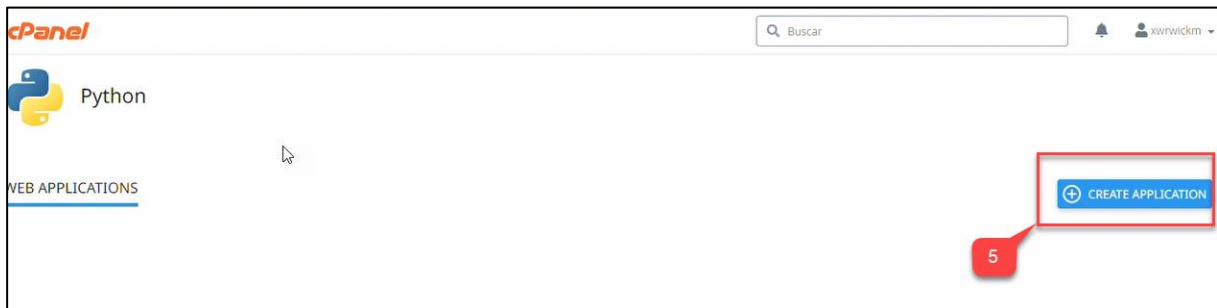 cPanel
Buscar
xwrwickm
Python
WEB APPLICATIONS
CREATE APPLICATION
5